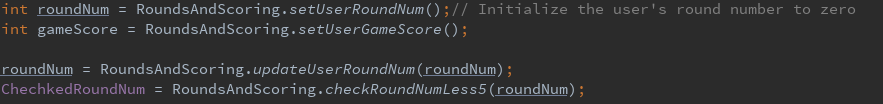 int roundNum = RoundsAndScoring.setUserRoundNum();// Initialize the user's round number to zero
int gameScore = RoundsAndScoring.setUserGameScore();
roundNum = RoundsAndScoring.updateUserRoundNum(roundNum);
ChechkedRoundNum = RoundsAndScoring.checkRoundNumLess5(roundNum);